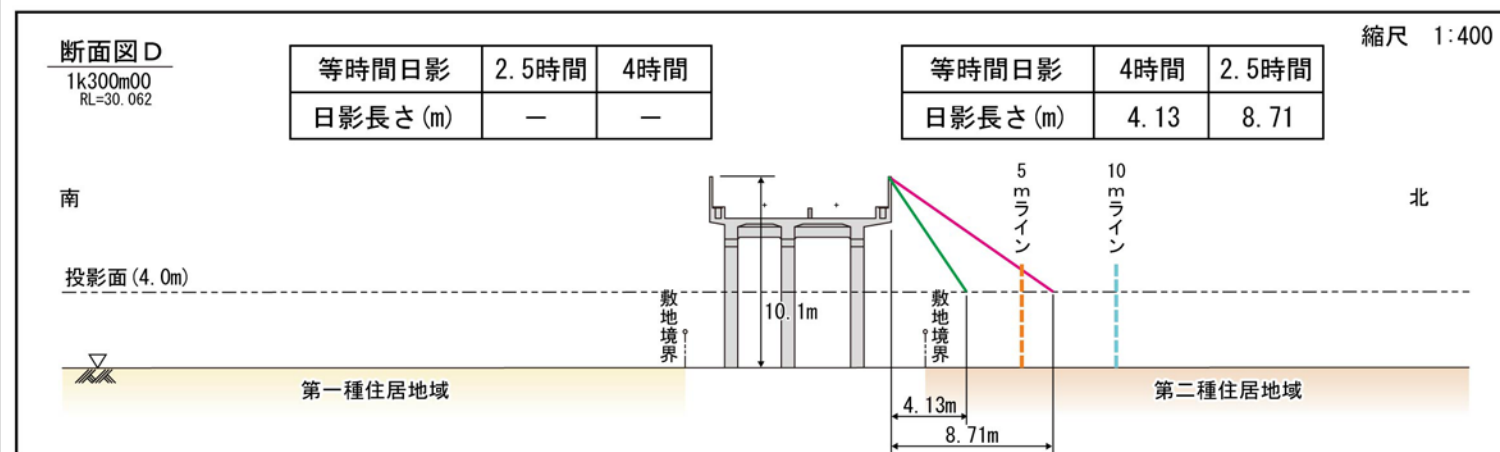 断面図D
1k300m00
RL=30.062
等時間日影 2.5時間 4時間
日影長さ(m) － －
等時間日影 4時間 2.5時間
日影長さ(m) 4.13 8.71
縮尺 1:400
南
北
5mライン
10mライン
投影面(4.0m)
敷地境界
10.1m
敷地境界
第一種住居地域
第二種住居地域
4.13m
8.71m